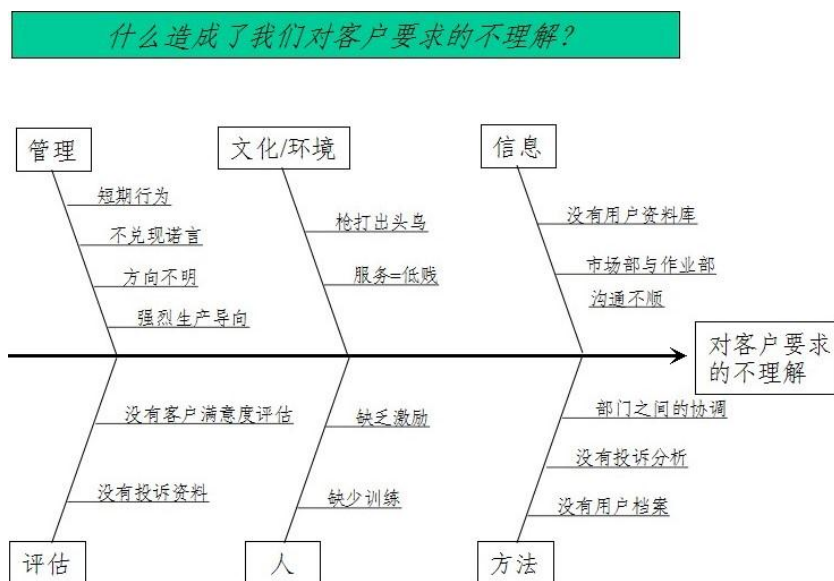 什么造成了我们对客户要求的不理解?
管理
文化/环境
信息
短期行为
不兑现诺言
方向不明
强烈生产导向
枪打出头鸟
服务=低贱
没有用户资料库
市场部与作业部
沟通不顺
对客户要求
的不理解
没有客户满意度评估
没有投诉资料
缺乏激励
缺少训练
部门之间的协调
没有投诉分析
没有用户档案
评估
人
方法